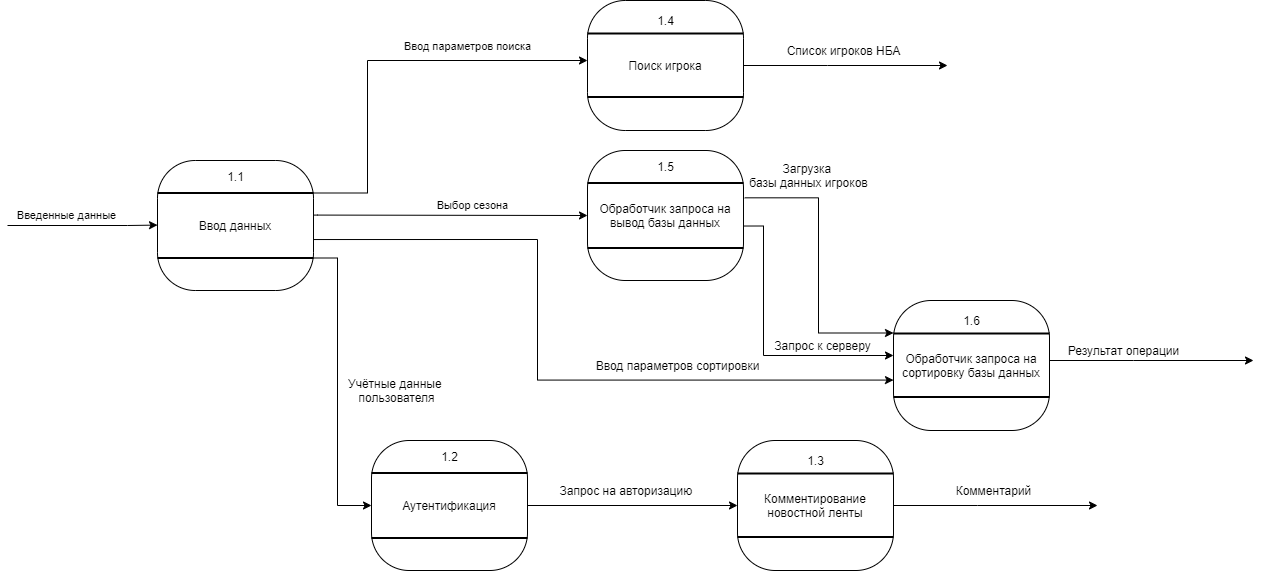 1.4
Ввод параметров поиска
Поиск игрока
Список игроков НБА
1.1
Введенные данные
Ввод данных
Выбор сезона
1.5
Обработчик запроса на
вывод базы данных
Загрузка
базы данных игроков
1.6
Запрос к серверу
Ввод параметров сортировки
Обработчик запроса на
сортировку базы данных
Результат операции
Учётные данные
пользователя
1.2
Аутентификация
Запрос на авторизацию
1.3
Комментирование
новостной ленты
Комментарий